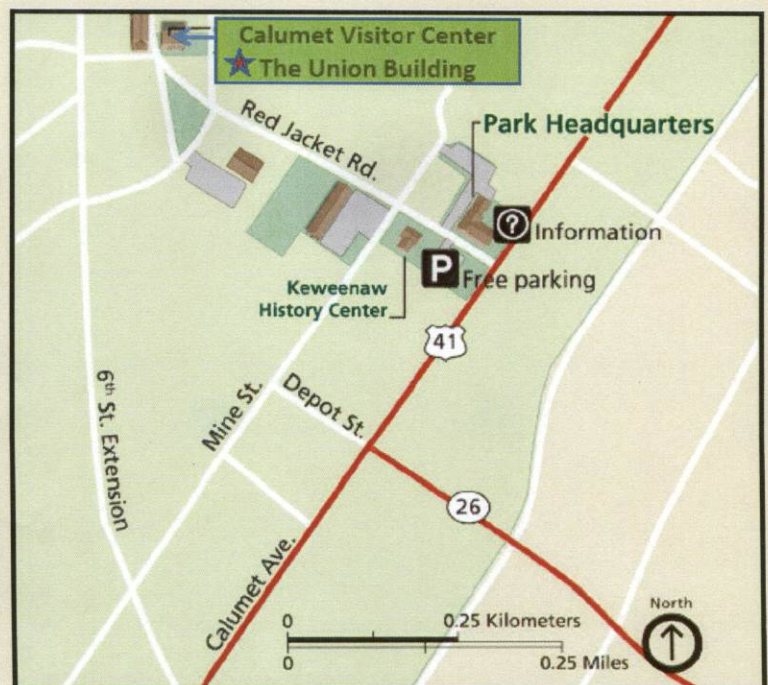 Calumet Visitor Center
The Union Building
Red Jacket Rd.
Park Headquarters
?
Information
P
Free parking
Keweenaw
History Center
41
6th St. Extension
Mine St.
Depot St.
26
Calumet Ave.
North
0 0.25 Kilometers
0 0.25 Miles